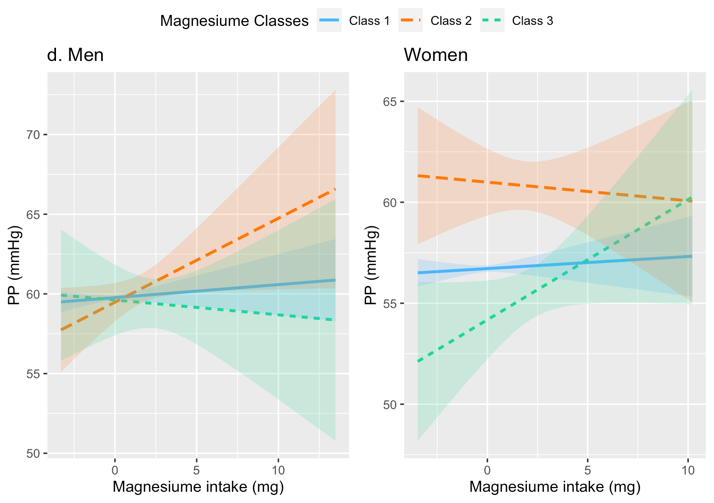 Magnesiume Classes Class 1 Class 2 Class 3
d. Men
Women
PP (mmHg)
70
65
60
55
50
0 5 10
Magnesiume intake (mg)
PP (mmHg)
65
60
55
0 5 10
Magnesiume intake (mg)